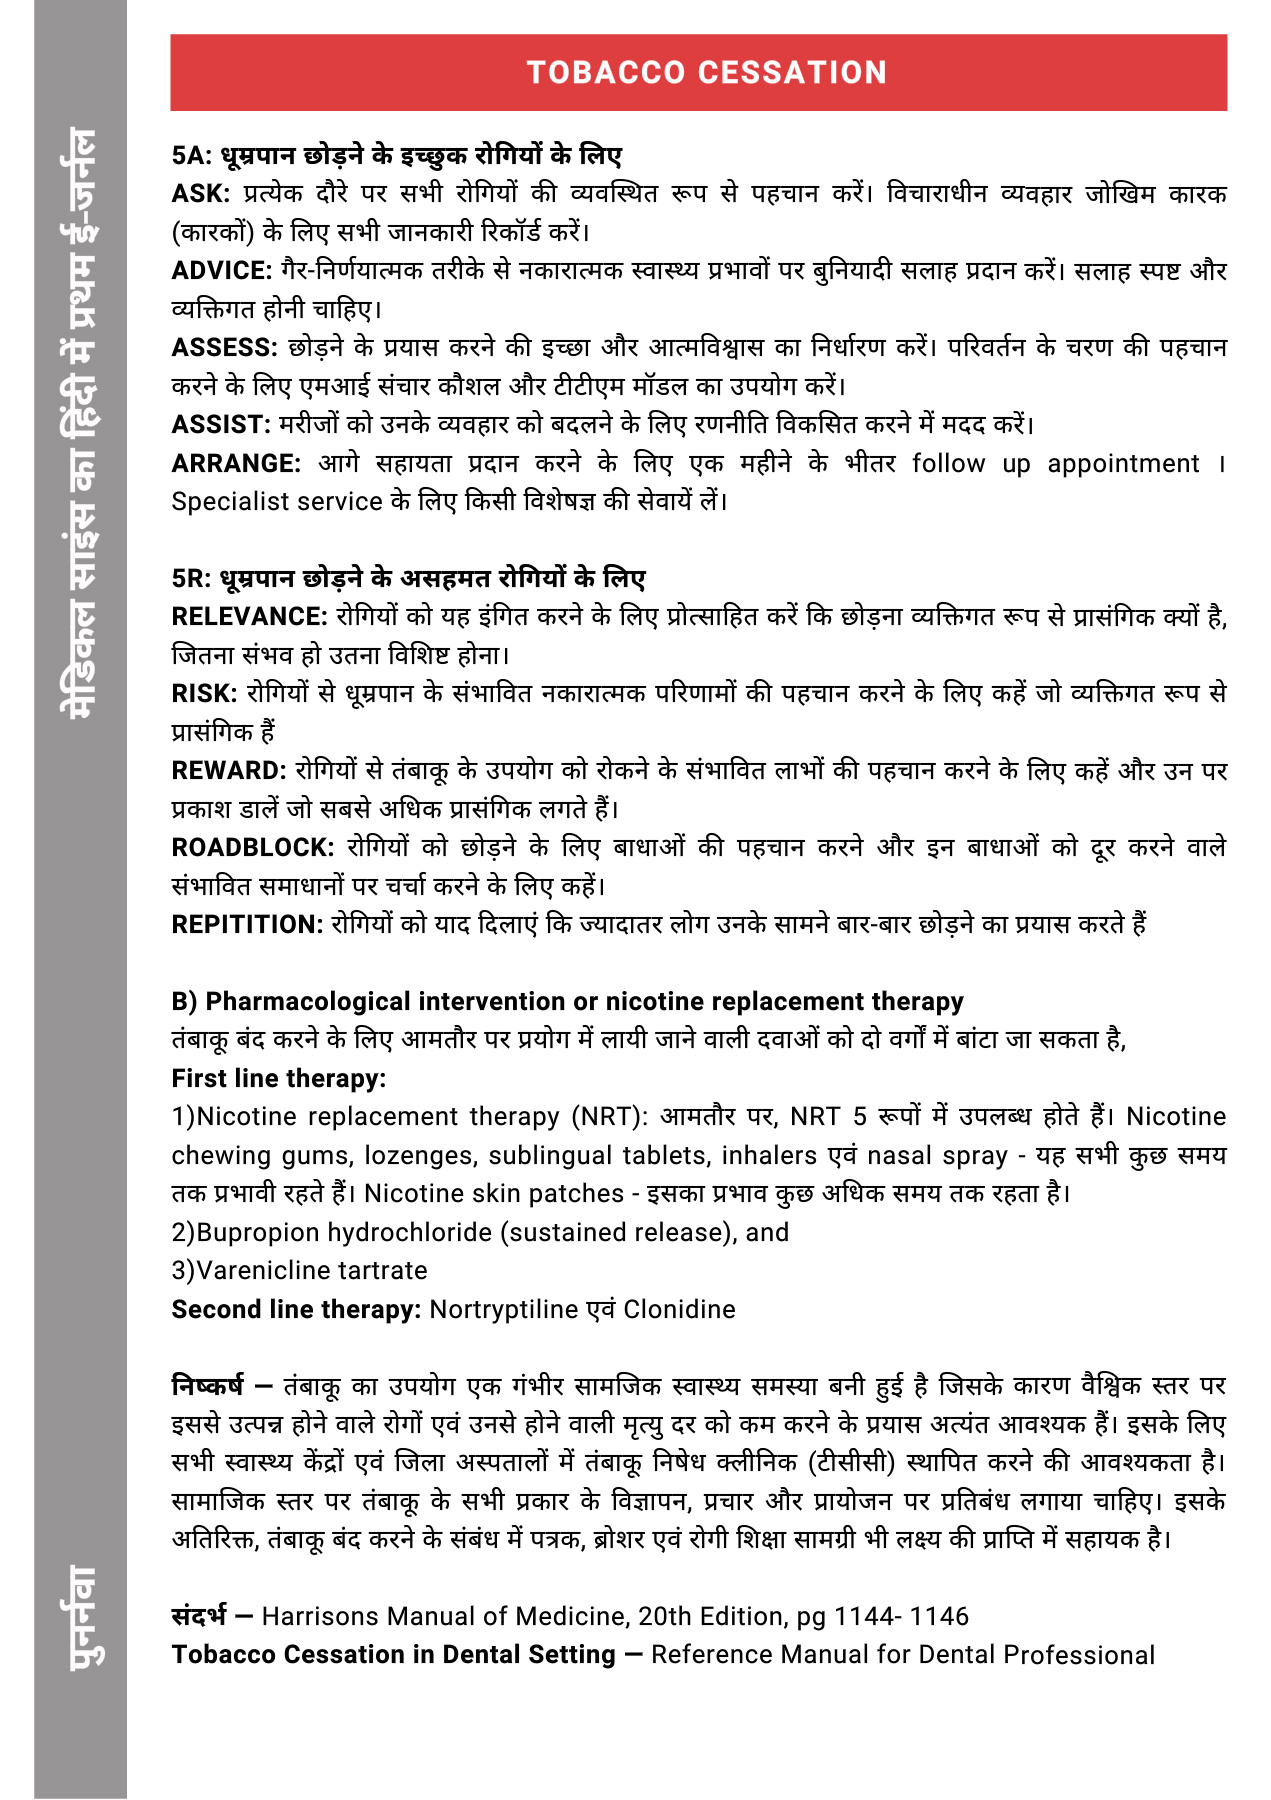 TOBACCO CESSATION
5A: धूम्रपान छोड़ने के इच्छुक रोगियों के लिए
ASK: प्रत्येक दौरे पर सभी रोगियों की व्यवस्थित रूप से पहचान करें। विचाराधीन व्यवहार जोखिम कारक
(कारकों) के लिए सभी जानकारी रिकॉर्ड करें।
ADVICE: गैर-निर्णयात्मक तरीके से नकारात्मक स्वास्थ्य प्रभावों पर बुनियादी सलाह प्रदान करें। सलाह स्पष्ट और
व्यक्तिगत होनी चाहिए।
ASSESS: छोड़ने के प्रयास करने की इच्छा और आत्मविश्वास का निर्धारण करें। परिवर्तन के चरण की पहचान
करने के लिए एमआई संचार कौशल और टीटीएम मॉडल का उपयोग करें।
ASSIST: मरीजों को उनके व्यवहार को बदलने के लिए रणनीति विकसित करने में मदद करें।
ARRANGE: आगे सहायता प्रदान करने के लिए एक महीने के भीतर follow up appointment ।
Specialist service के लिए किसी विशेषज्ञ की सेवायें लें।
5R: धूम्रपान छोड़ने के असहमत रोगियों के लिए
RELEVANCE: रोगियों को यह इंगित करने के लिए प्रोत्साहित करें कि छोड़ना व्यक्तिगत रूप से प्रासंगिक क्यों है,
जितना संभव हो उतना विशिष्ट होना।
RISK: रोगियों से धूम्रपान के संभावित नकारात्मक परिणामों की पहचान करने के लिए कहें जो व्यक्तिगत रूप से
प्रासंगिक हैं
REWARD: रोगियों से तंबाकू के उपयोग को रोकने के संभावित लाभों की पहचान करने के लिए कहें और उन पर
प्रकाश डालें जो सबसे अधिक प्रासंगिक लगते हैं।
ROADBLOCK: रोगियों को छोड़ने के लिए बाधाओं की पहचान करने और इन बाधाओं को दूर करने वाले
संभावित समाधानों पर चर्चा करने के लिए कहें।
REPITITION: रोगियों को याद दिलाएं कि ज्यादातर लोग उनके सामने बार-बार छोड़ने का प्रयास करते हैं
B) Pharmacological intervention or nicotine replacement therapy
तंबाकू बंद करने के लिए आमतौर पर प्रयोग में लायी जाने वाली दवाओं को दो वर्गों में बांटा जा सकता है,
First line therapy:
1)Nicotine replacement therapy (NRT): आमतौर पर, NRT 5 रूपों में उपलब्ध होते हैं। Nicotine
chewing gums, lozenges, sublingual tablets, inhalers एवं nasal spray - यह सभी कुछ समय
तक प्रभावी रहते हैं। Nicotine skin patches - इसका प्रभाव कुछ अधिक समय तक रहता है।
2)Bupropion hydrochloride (sustained release), and
3)Varenicline tartrate
Second line therapy: Nortryptiline एवं Clonidine
निष्कर्ष — तंबाकू का उपयोग एक गंभीर सामजिक स्वास्थ्य समस्या बनी हुई है जिसके कारण वैश्विक स्तर पर
इससे उत्पन्न होने वाले रोगों एवं उनसे होने वाली मृत्यु दर को कम करने के प्रयास अत्यंत आवश्यक हैं। इसके लिए
सभी स्वास्थ्य केंद्रों एवं जिला अस्पतालों में तंबाकू निषेध क्लीनिक (टीसीसी) स्थापित करने की आवश्यकता है।
सामाजिक स्तर पर तंबाकू के सभी प्रकार के विज्ञापन, प्रचार और प्रायोजन पर प्रतिबंध लगाया चाहिए। इसके
अतिरिक्त, तंबाकू बंद करने के संबंध में पत्रक, ब्रोशर एवं रोगी शिक्षा सामग्री भी लक्ष्य की प्राप्ति में सहायक है।
संदर्भ — Harrisons Manual of Medicine, 20th Edition, pg 1144- 1146
Tobacco Cessation in Dental Setting — Reference Manual for Dental Professional
मेडिकल साइंस का हिंदी में प्रथम ई-जर्नल
पुनर्नवा